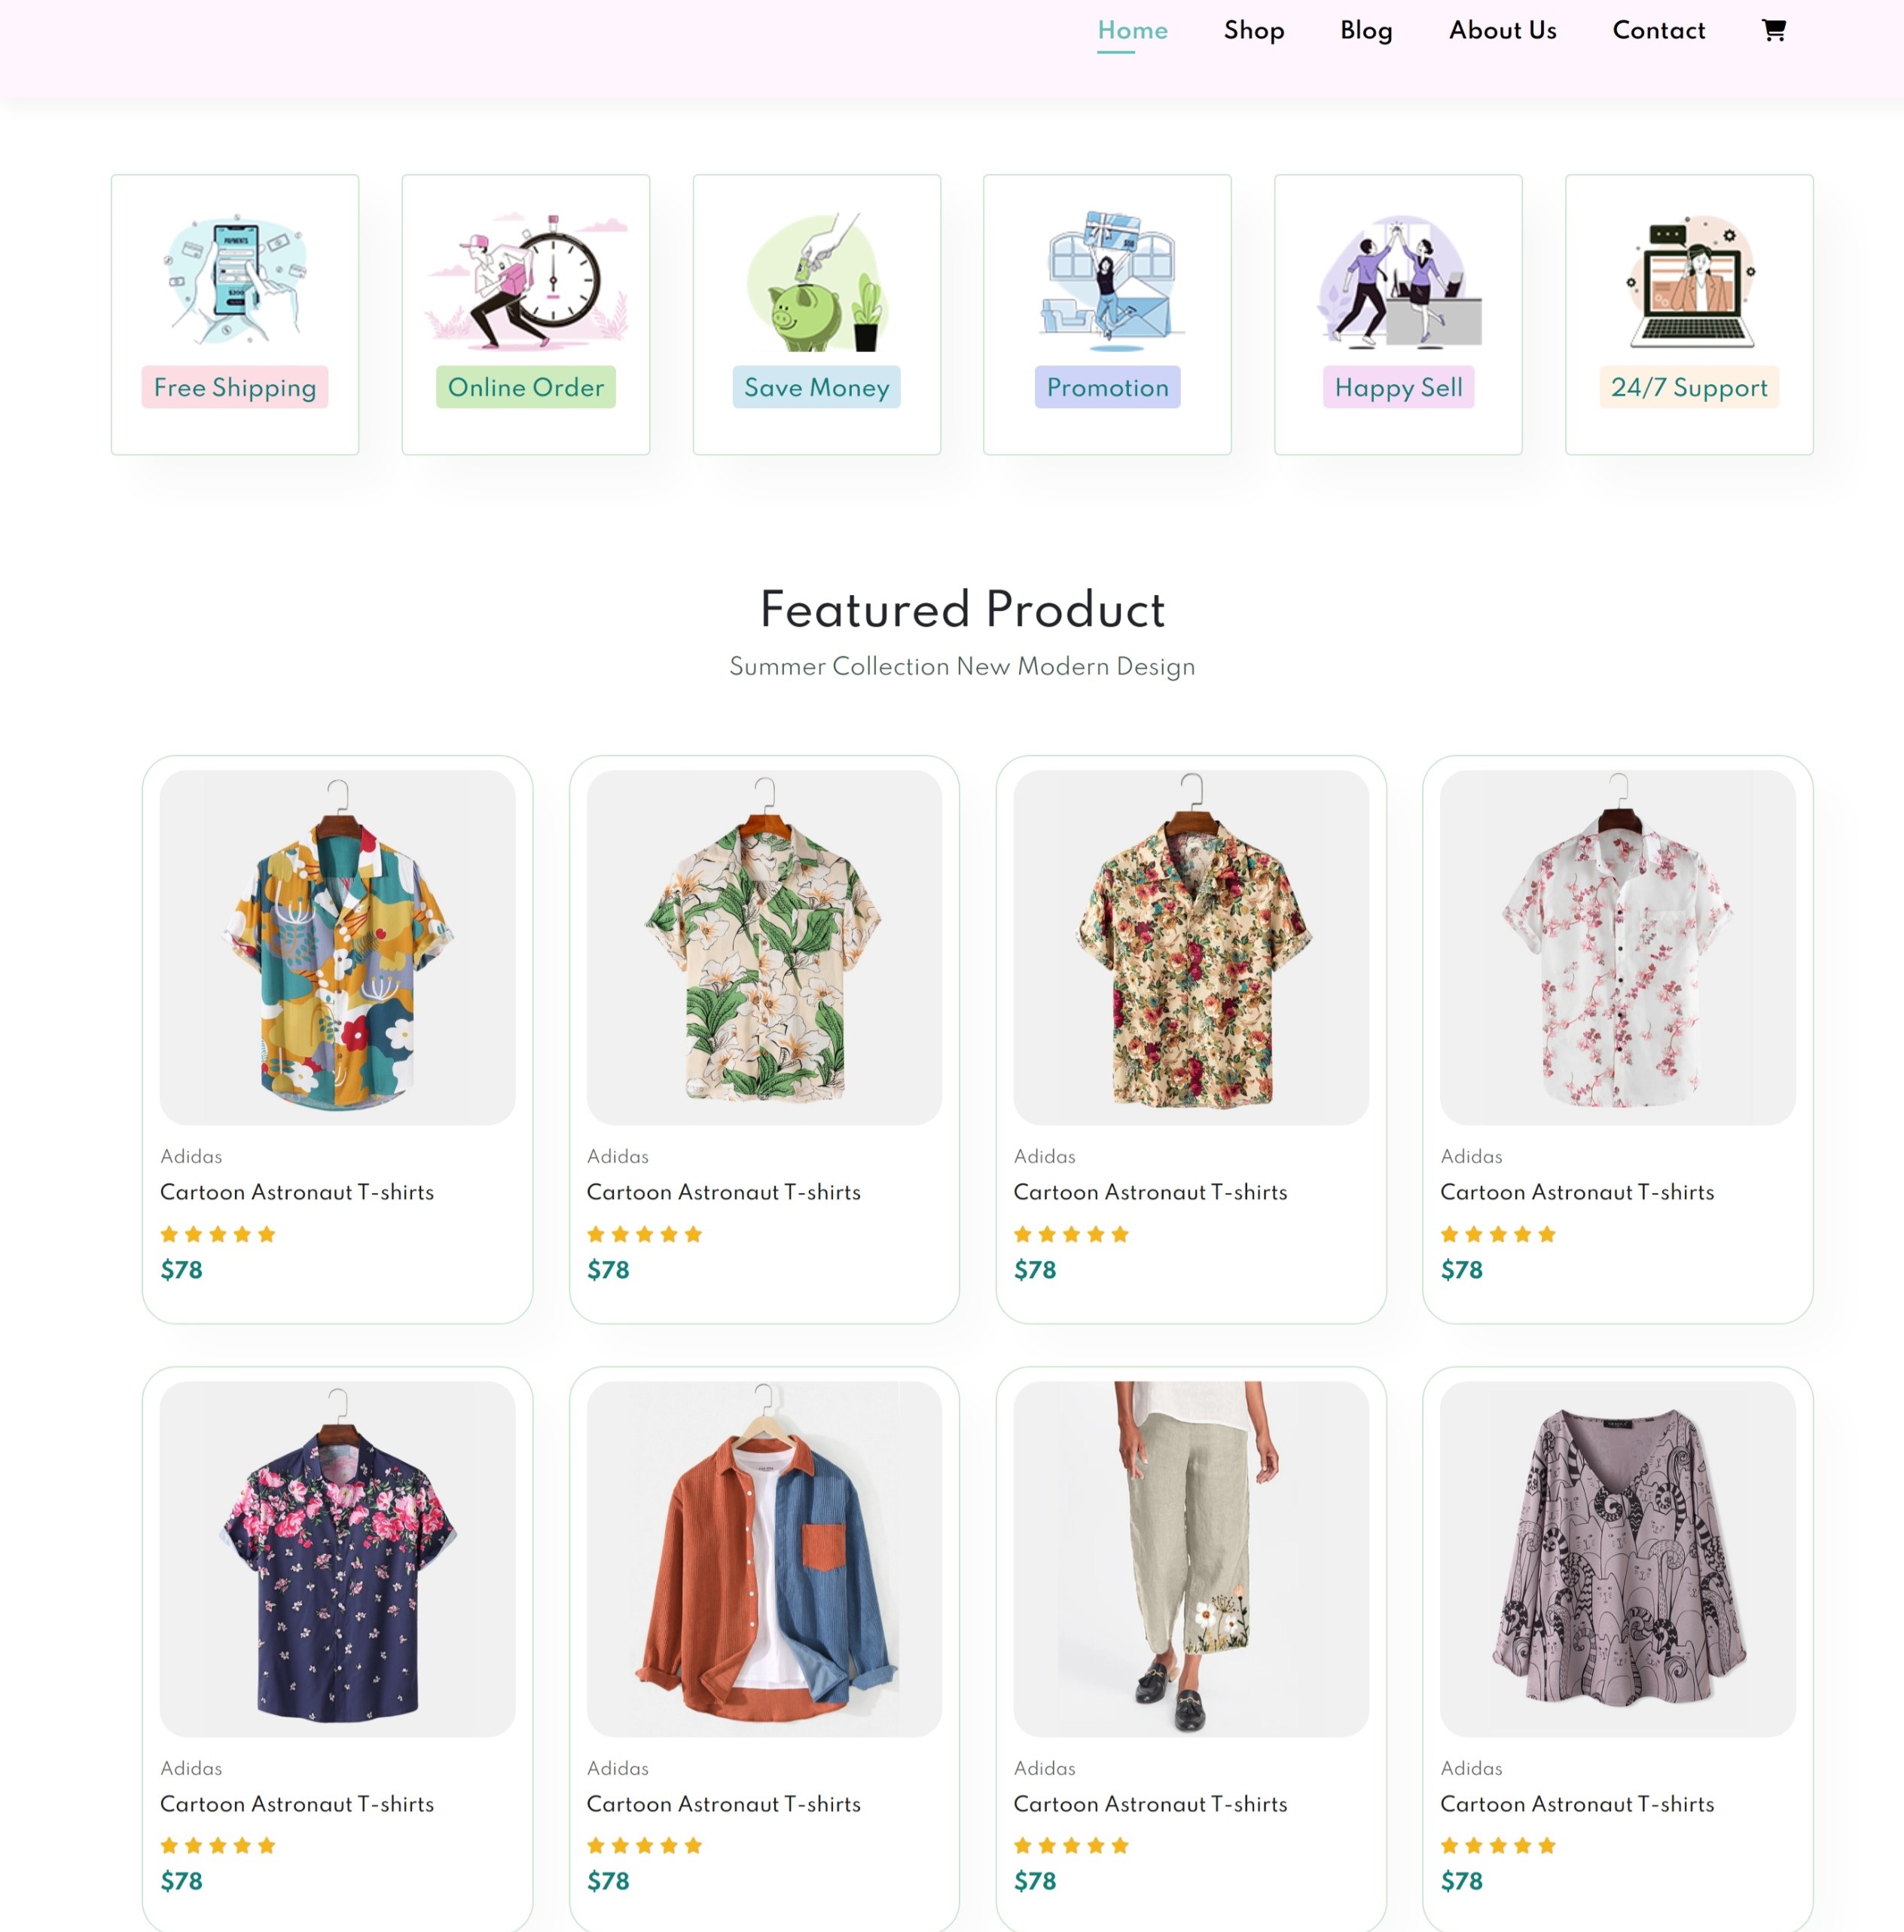 Home Shop Blog About Us Contact
PAYMENTS
$200
$50
Free Shipping Online Order Save Money Promotion Happy Sell 24/7 Support
Featured Product
Summer Collection New Modern Design
Adidas Adidas Adidas Adidas
Cartoon Astronaut T-shirts Cartoon Astronaut T-shirts Cartoon Astronaut T-shirts Cartoon Astronaut T-shirts
$78 $78 $78 $78
Adidas Adidas Adidas Adidas
Cartoon Astronaut T-shirts Cartoon Astronaut T-shirts Cartoon Astronaut T-shirts Cartoon Astronaut T-shirts
$78 $78 $78 $78